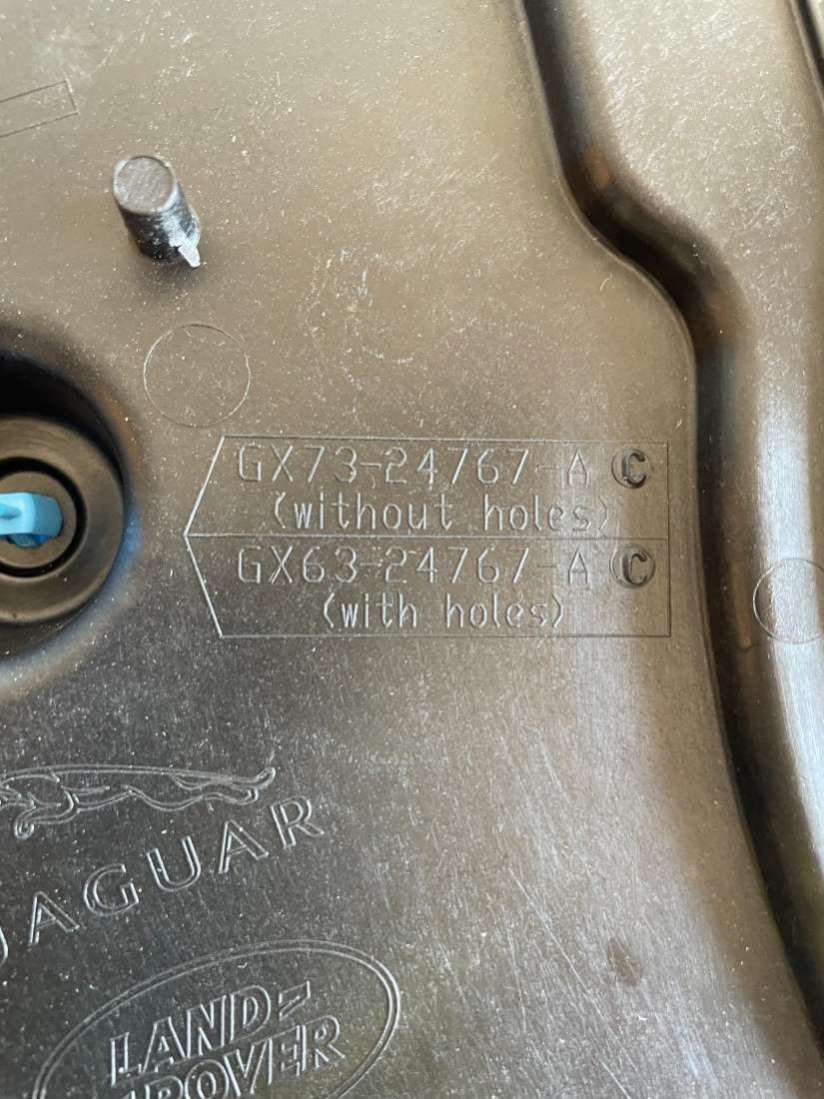 GX73-24767-A C
(without holes)
GX63-24767-A C
(with holes)
JAGUAR
LAND-
ROVER